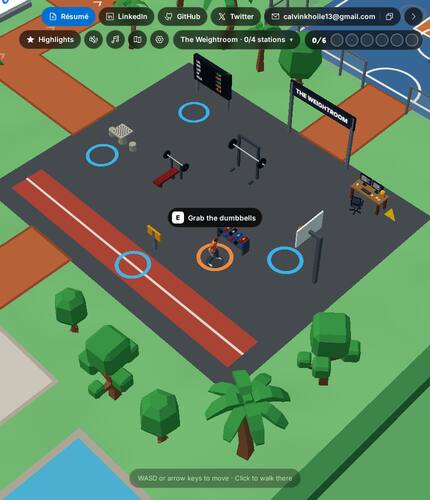 Résumé
LinkedIn
GitHub
Twitter
calvinkhoile13@gmail.com
Highlights
The Weightroom · 0/4 stations
0/6
THE WEIGHTROOM
E Grab the dumbbells
WASD or arrow keys to move · Click to walk there